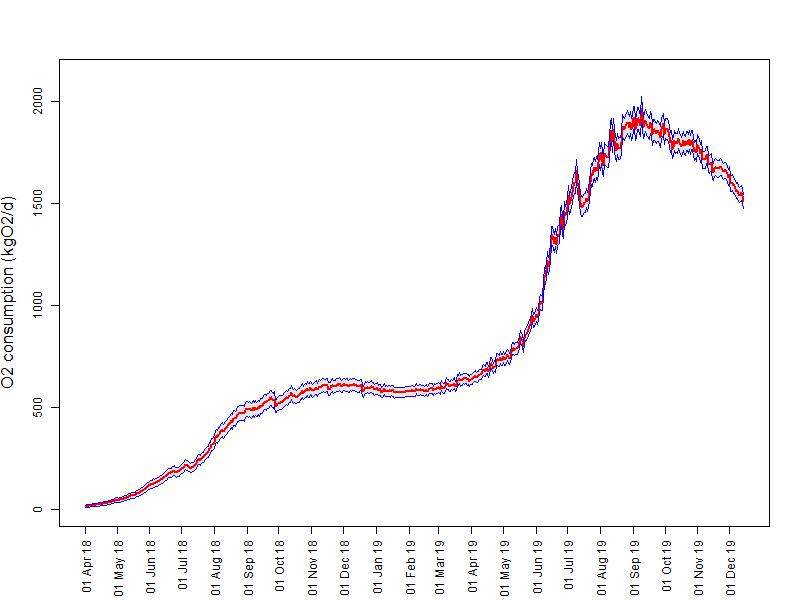 O2 consumption (kgO2/d)
2000
1500
1000
500
0
01 Apr 18
01 May 18
01 Jun 18
01 Jul 18
01 Aug 18
01 Sep 18
01 Oct 18
01 Nov 18
01 Dec 18
01 Jan 19
01 Feb 19
01 Mar 19
01 Apr 19
01 May 19
01 Jun 19
01 Jul 19
01 Aug 19
01 Sep 19
01 Oct 19
01 Nov 19
01 Dec 19